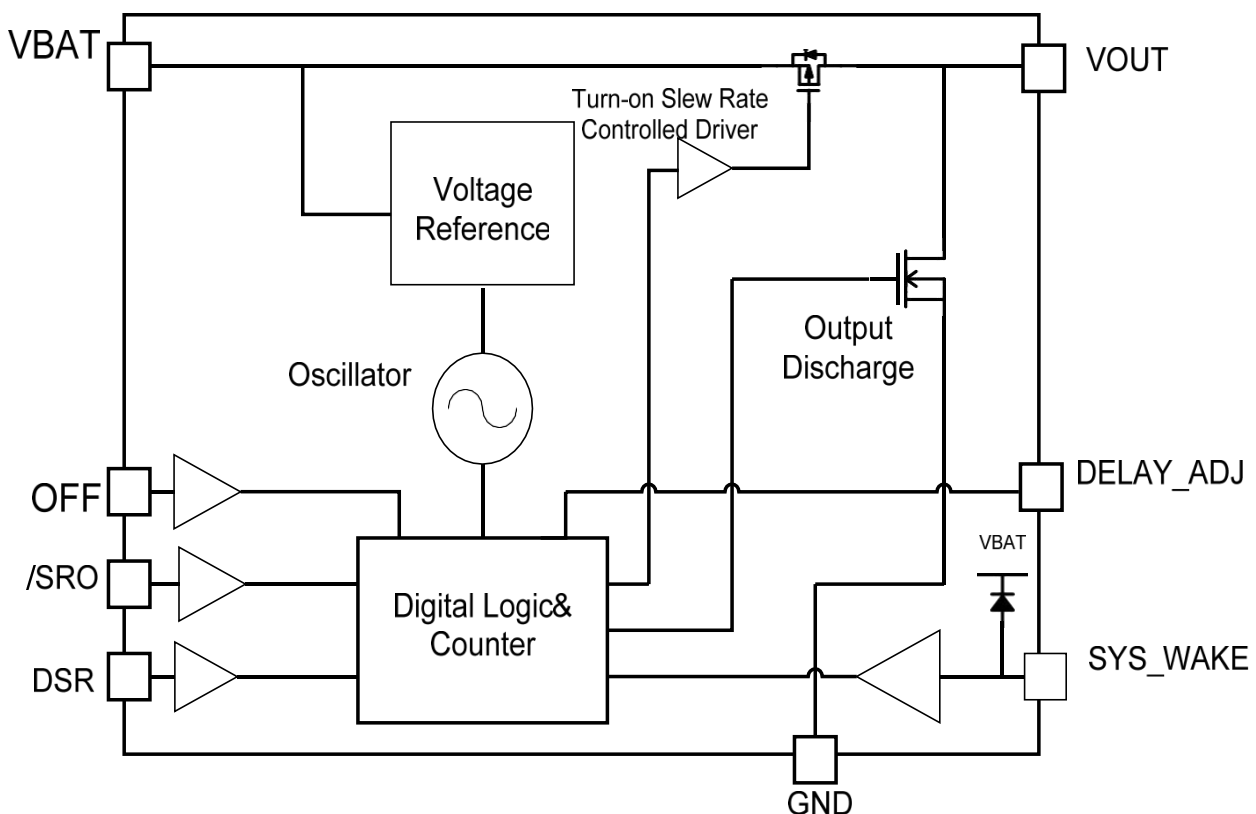 VBAT
VOUT
Turn-on Slew Rate
Controlled Driver
Voltage
Reference
Output
Discharge
Oscillator
OFF
DELAY_ADJ
VBAT
/SRO
Digital Logic&
Counter
SYS_WAKE
DSR
GND